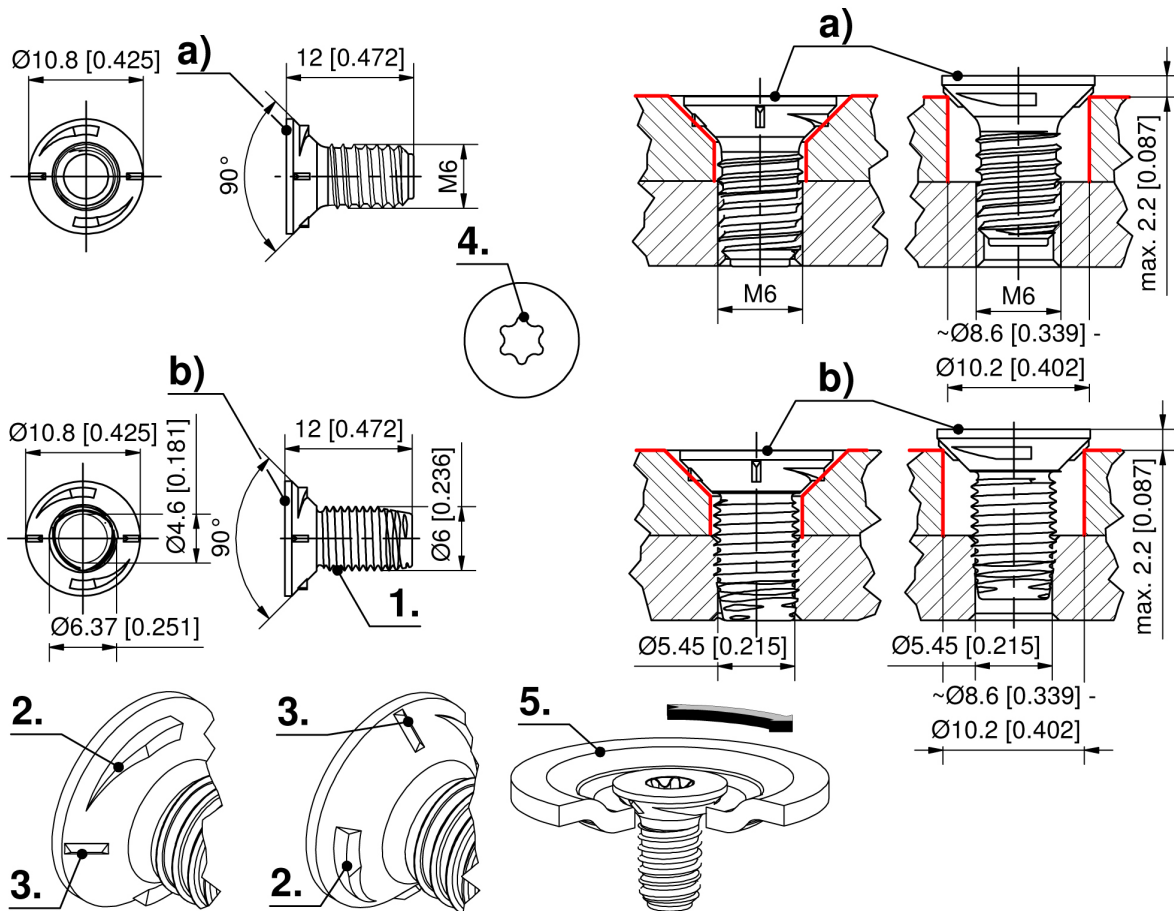 a)
Ø10.8 [0.425]
12 [0.472]
90°
M6
4.
a)
M6
M6
max. 2.2 [0.087]
~Ø8.6 [0.339] -
Ø10.2 [0.402]
b)
Ø10.8 [0.425]
Ø4.6 [0.181]
12 [0.472]
90°
Ø6 [0.236]
1.
Ø6.37 [0.251]
b)
Ø5.45 [0.215]
Ø5.45 [0.215]
max. 2.2 [0.087]
~Ø8.6 [0.339] -
Ø10.2 [0.402]
2.
3.
3.
2.
5.